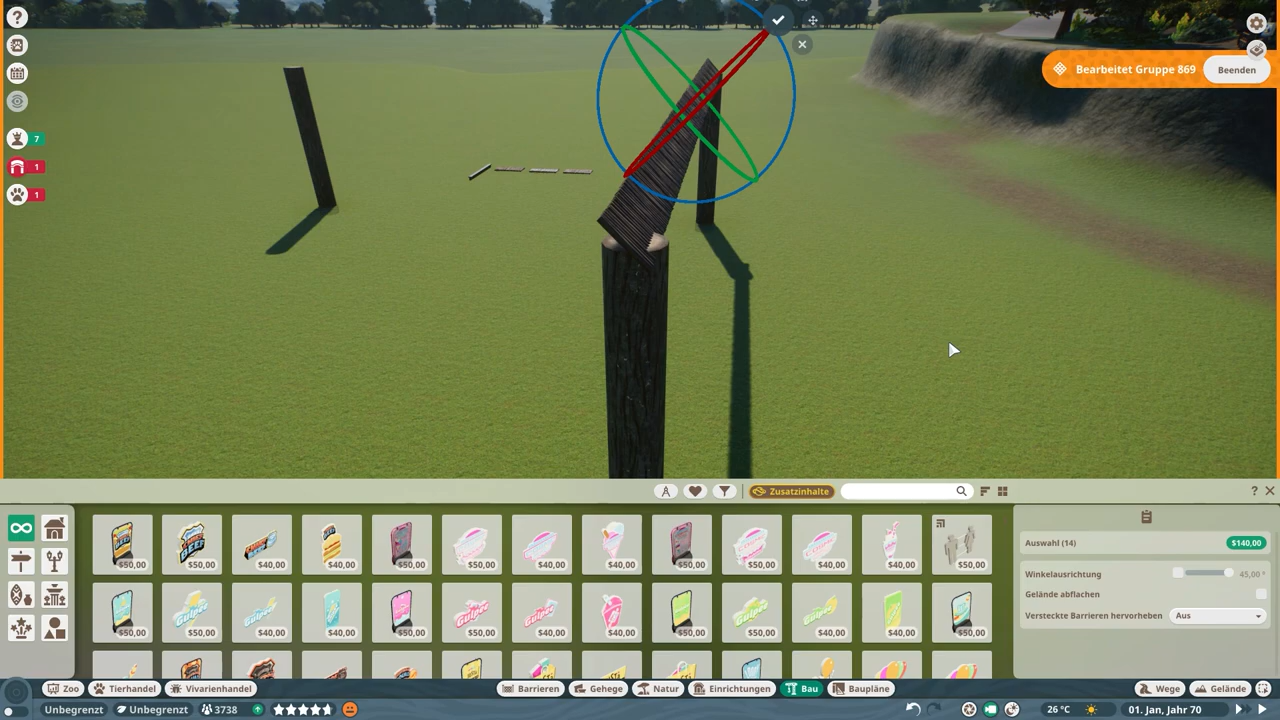 Bearbeitet Gruppe 869
Beenden
7
1
1
Zusatzinhalte
$50,00 $50,00 $40,00 $40,00 $50,00 $50,00 $40,00 $40,00 $50,00 $50,00 $40,00 $40,00 $50,00
$50,00 $50,00 $40,00 $40,00 $50,00 $50,00 $40,00 $40,00 $50,00 $50,00 $40,00 $40,00 $50,00
Auswahl (14)
$140,00
Winkelausrichtung
45,00 °
Gelände abflachen
Versteckte Barrieren hervorheben
Aus
Zoo
Tierhandel
Vivarienhandel
Barrieren
Gehege
Natur
Einrichtungen
Bau
Baupläne
Wege
Gelände
Unbegrenzt
Unbegrenzt
3738
26 °C
01. Jan, Jahr 70